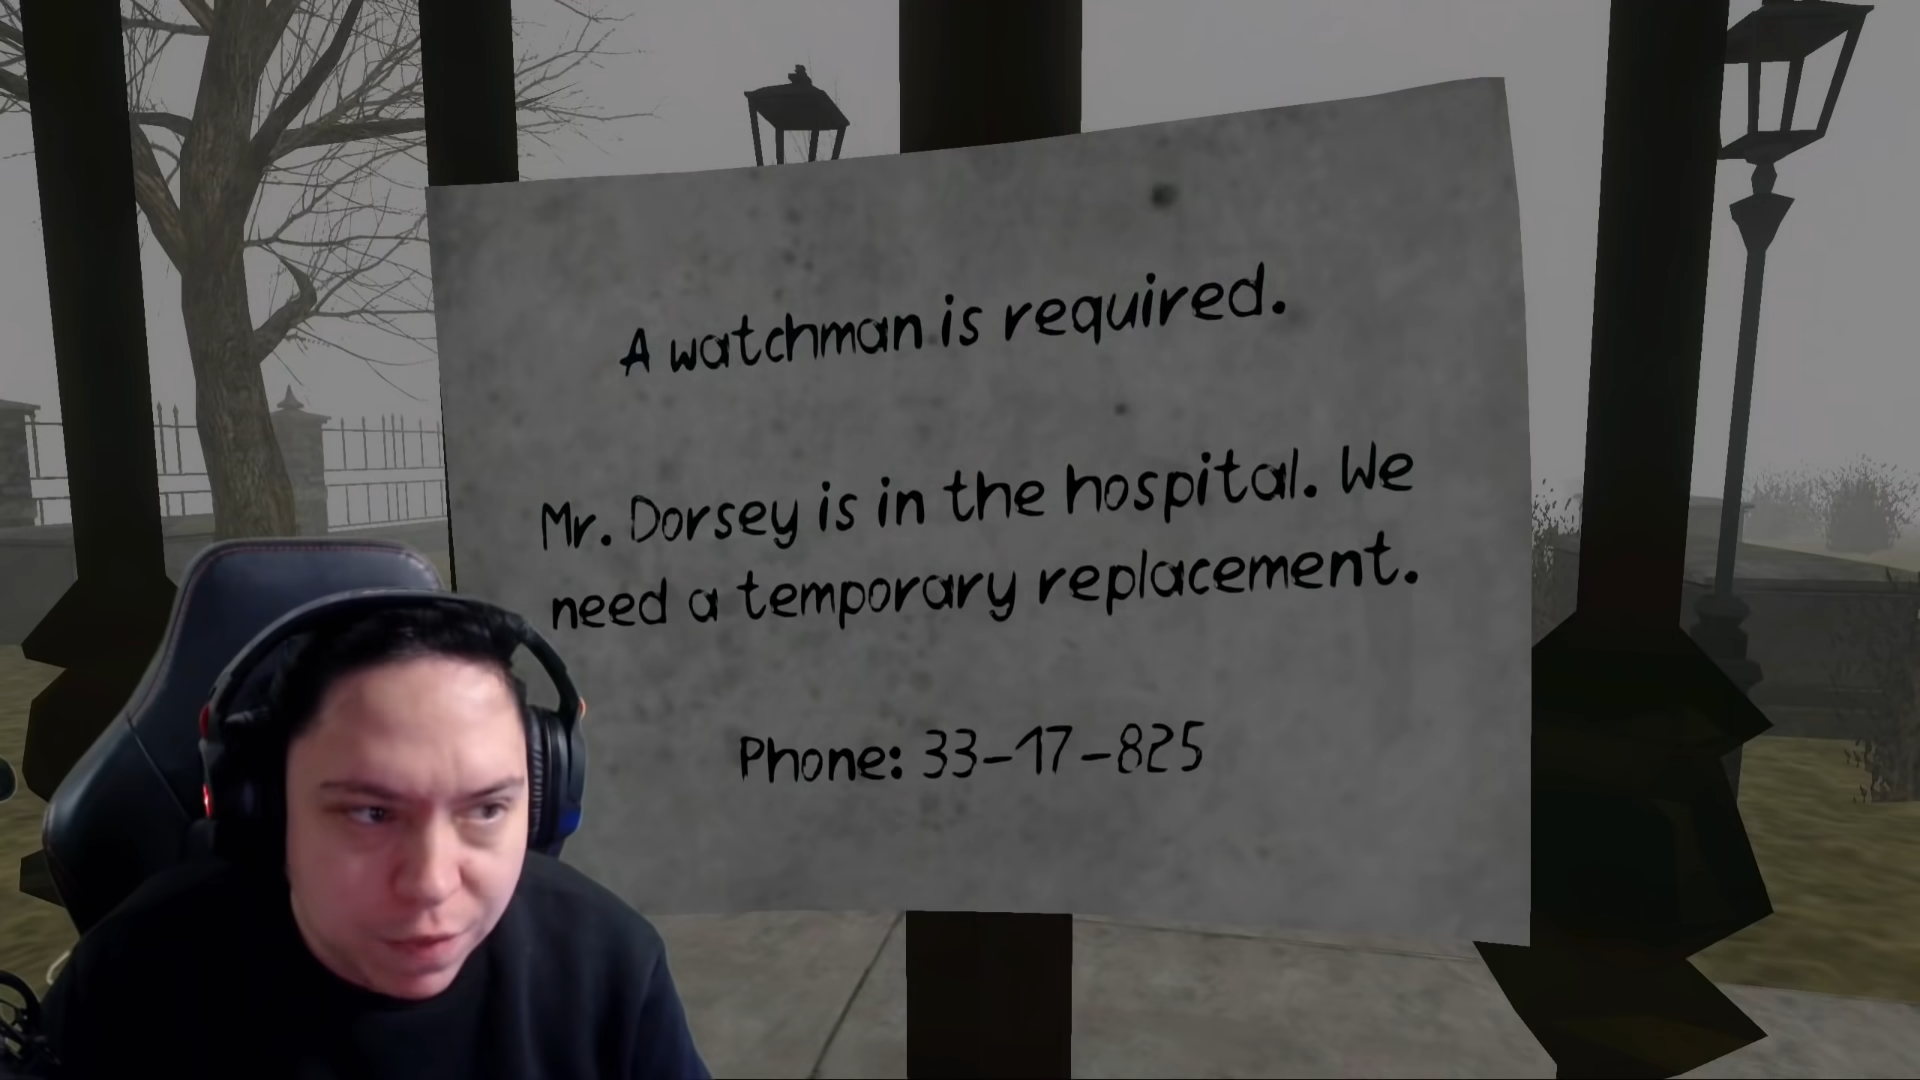 A watchman is required.
Mr. Dorsey is in the hospital. We
need a temporary replacement.
Phone: 33-17-825